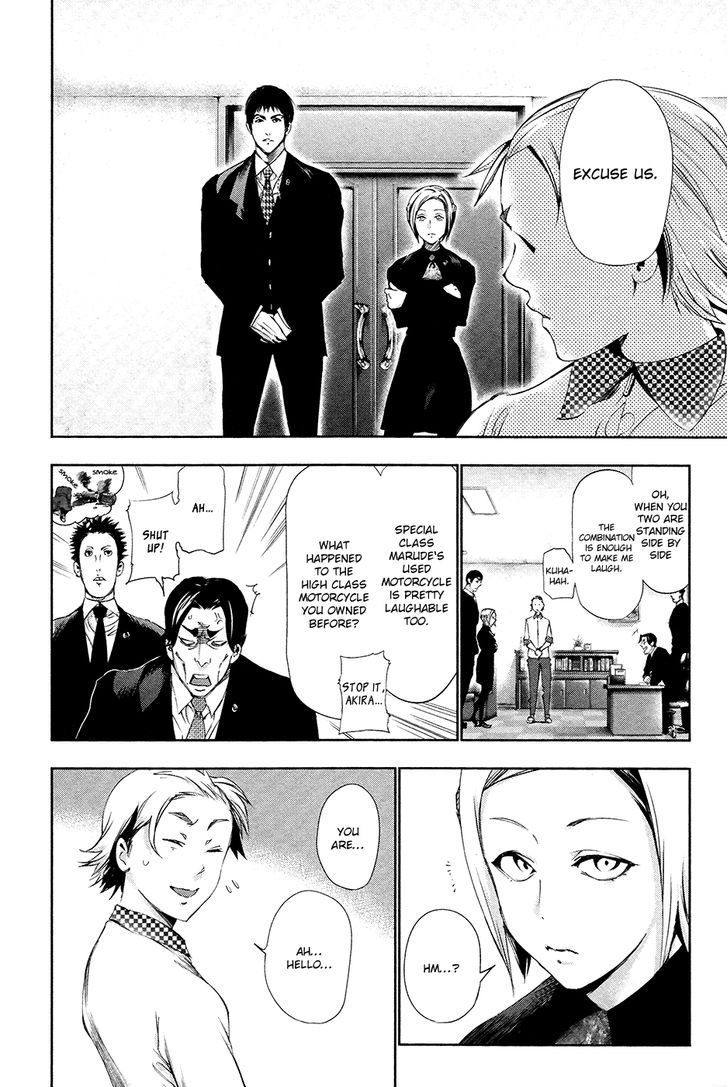 EXCUSE US.
OH,
WHEN YOU
TWO ARE
STANDING
SIDE BY
SIDE
THE
COMBINATION
IS ENOUGH
TO MAKE ME
LAUGH.
KUHA-
HAH.
SPECIAL
CLASS
MARUDE'S
USED
MOTORCYCLE
IS PRETTY
LAUGHABLE
TOO.
WHAT
HAPPENED
TO THE
HIGH CLASS
MOTORCYCLE
YOU OWNED
BEFORE?
STOP IT,
AKIRA...
AH...
SHUT
UP!
smoke
smoke
HM...?
YOU
ARE...
AH...
HELLO...